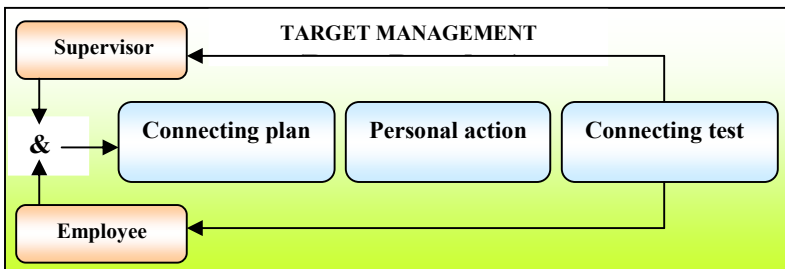 TARGET MANAGEMENT
Supervisor
&
Connecting plan
Personal action
Connecting test
Employee